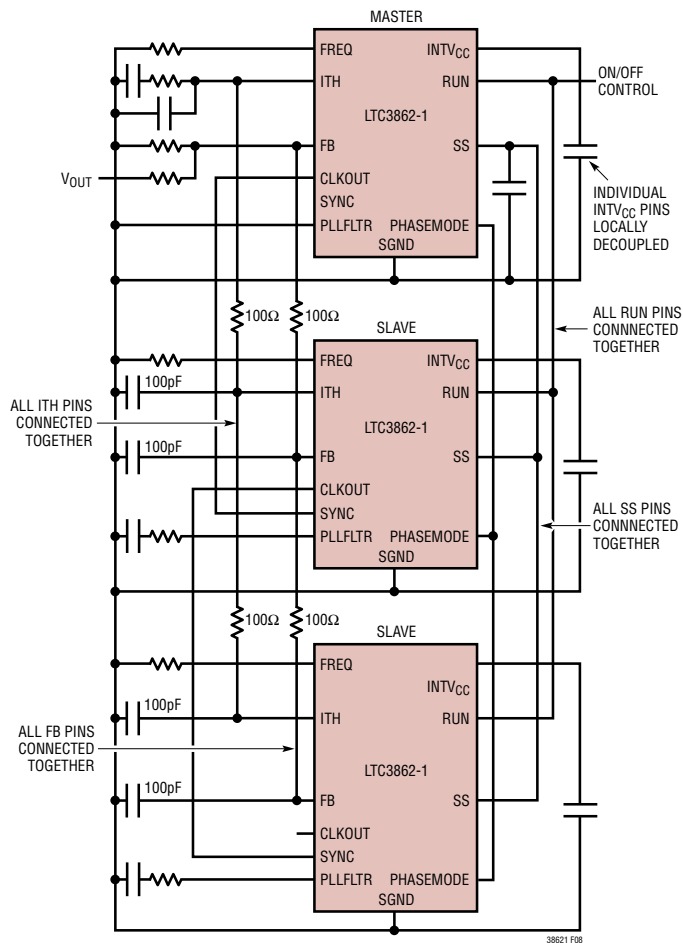 MASTER
FREQ
INTVCC
ITH
RUN
ON/OFF
CONTROL
LTC3862-1
FB
SS
VOUT
CLKOUT
SYNC
INDIVIDUAL
INTVCC PINS
LOCALLY
DECOUPLED
PLLFLTR
PHASEMODE
SGND
100Ω
100Ω
ALL RUN PINS
CONNNECTED
TOGETHER
SLAVE
FREQ
INTVCC
100pF
ITH
RUN
ALL ITH PINS
CONNECTED
TOGETHER
LTC3862-1
100pF
FB
SS
CLKOUT
SYNC
ALL SS PINS
CONNNECTED
TOGETHER
PLLFLTR
PHASEMODE
SGND
100Ω
100Ω
SLAVE
FREQ
INTVCC
100pF
ITH
RUN
ALL FB PINS
CONNECTED
TOGETHER
LTC3862-1
100pF
FB
SS
CLKOUT
SYNC
PLLFLTR
PHASEMODE
SGND
38621 F08